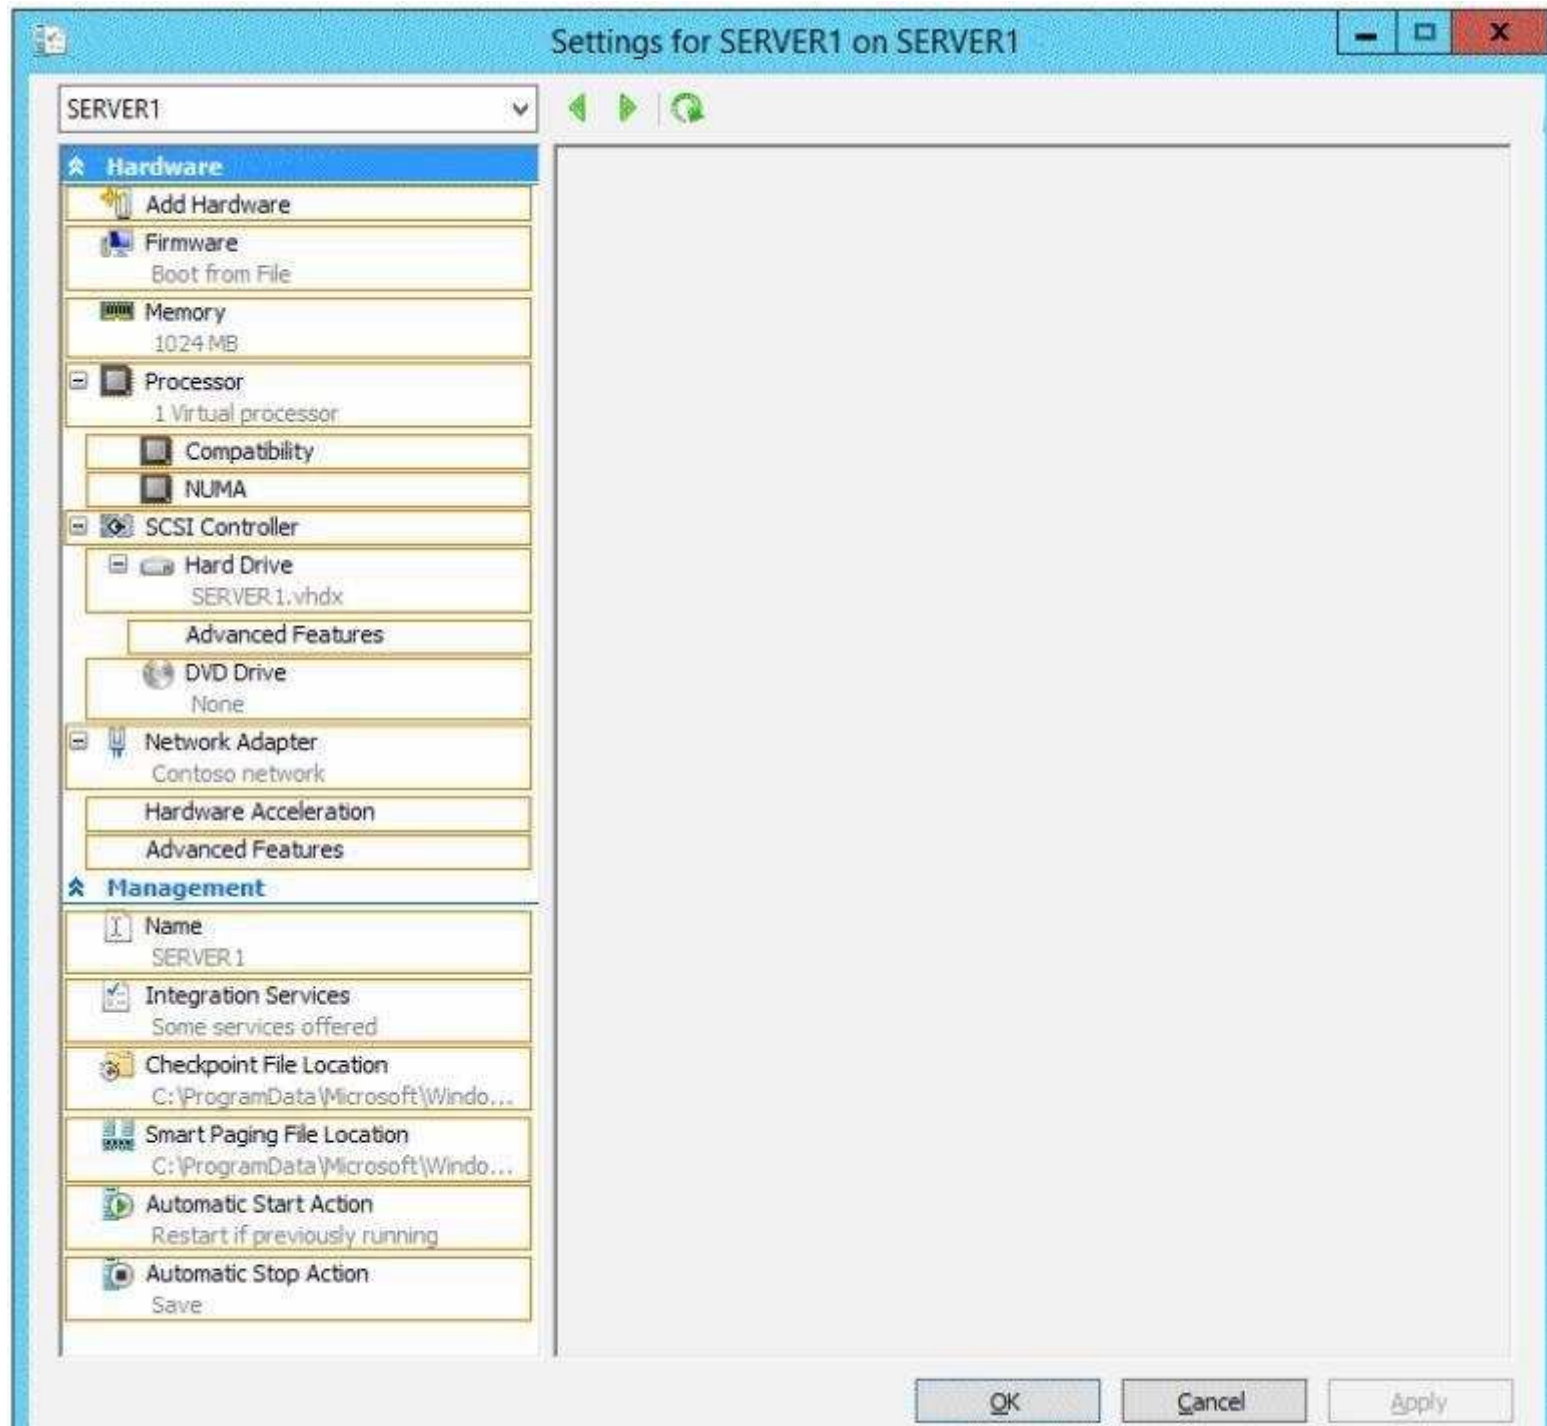 Settings for SERVER1 on SERVER1
SERVER1
Hardware
Add Hardware
Firmware
Boot from File
Memory
1024 MB
Processor
1 Virtual processor
Compatibility
NUMA
SCSI Controller
Hard Drive
SERVER1.vhdx
Advanced Features
DVD Drive
None
Network Adapter
Contoso network
Hardware Acceleration
Advanced Features
Management
Name
SERVER1
Integration Services
Some services offered
Checkpoint File Location
C:\ProgramData\Microsoft\Windo...
Smart Paging File Location
C:\ProgramData\Microsoft\Windo...
Automatic Start Action
Restart if previously running
Automatic Stop Action
Save
OK Cancel Apply